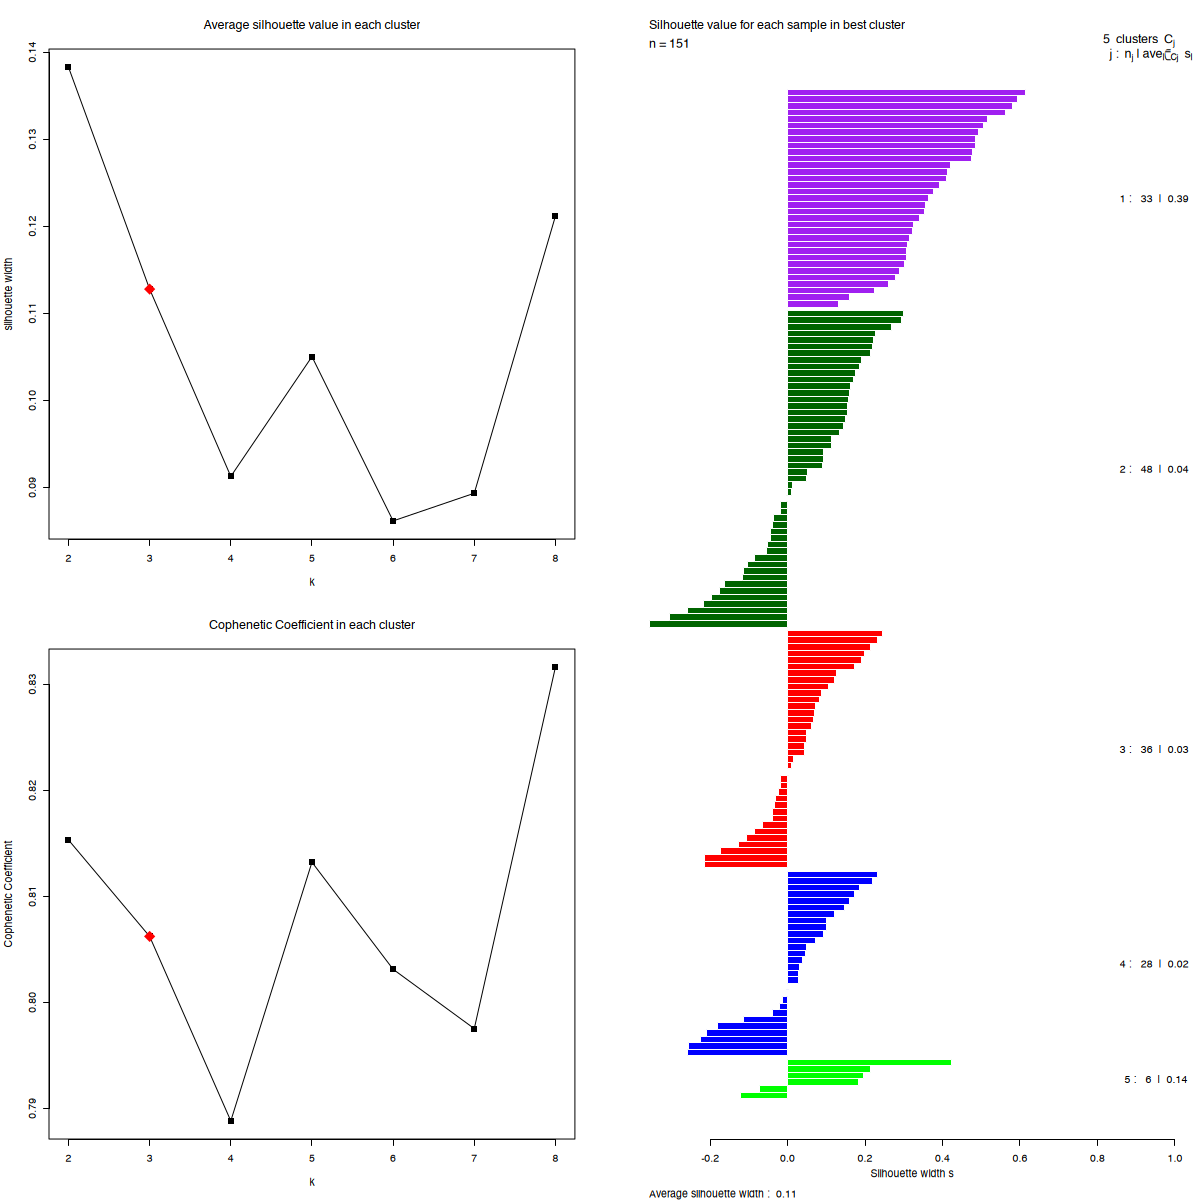 Average silhouette value in each cluster
silhouette width
0.14
0.13
0.12
0.11
0.10
0.09
2 3 4 5 6 7 8
k
Cophenetic Coefficient in each cluster
Cophenetic Coefficient
0.83
0.82
0.81
0.80
0.79
2 3 4 5 6 7 8
k
Silhouette value for each sample in best cluster
n = 151
5 clusters Cj
j : nj | ave i∈Cj si
1 : 33 | 0.39
2 : 48 | 0.04
3 : 36 | 0.03
4 : 28 | 0.02
5 : 6 | 0.14
-0.2 0.0 0.2 0.4 0.6 0.8 1.0
Silhouette width s
Average silhouette width : 0.11